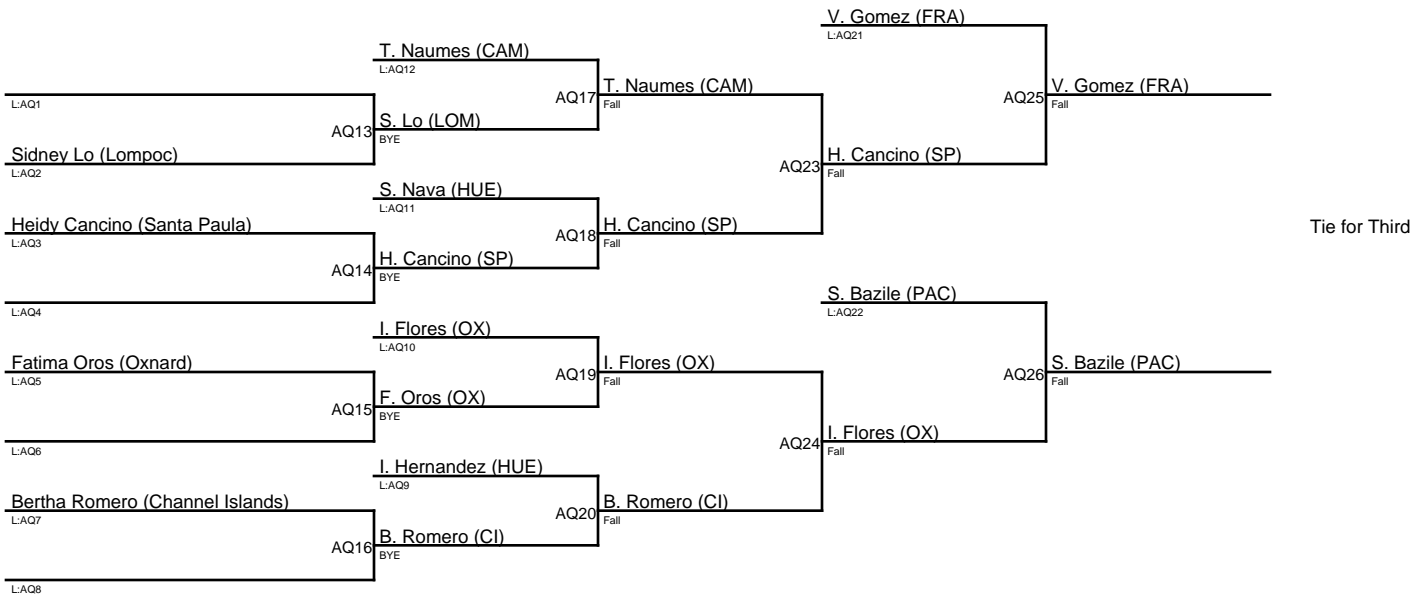 V. Gomez (FRA)
L:AQ21
T. Naumes (CAM)
L:AQ12
L:AQ1
AQ17
T. Naumes (CAM)
Fall
AQ25
V. Gomez (FRA)
Fall
AQ13
S. Lo (LOM)
BYE
Sidney Lo (Lompoc)
L:AQ2
AQ23
H. Cancino (SP)
Fall
S. Nava (HUE)
L:AQ11
Heidy Cancino (Santa Paula)
L:AQ3
AQ18
H. Cancino (SP)
Fall
Tie for Third
AQ14
H. Cancino (SP)
BYE
L:AQ4
S. Bazile (PAC)
L:AQ22
I. Flores (OX)
L:AQ10
Fatima Oros (Oxnard)
L:AQ5
AQ19
I. Flores (OX)
Fall
AQ26
S. Bazile (PAC)
Fall
AQ15
F. Oros (OX)
BYE
L:AQ6
AQ24
I. Flores (OX)
Fall
I. Hernandez (HUE)
L:AQ9
Bertha Romero (Channel Islands)
L:AQ7
AQ20
B. Romero (CI)
Fall
AQ16
B. Romero (CI)
BYE
L:AQ8